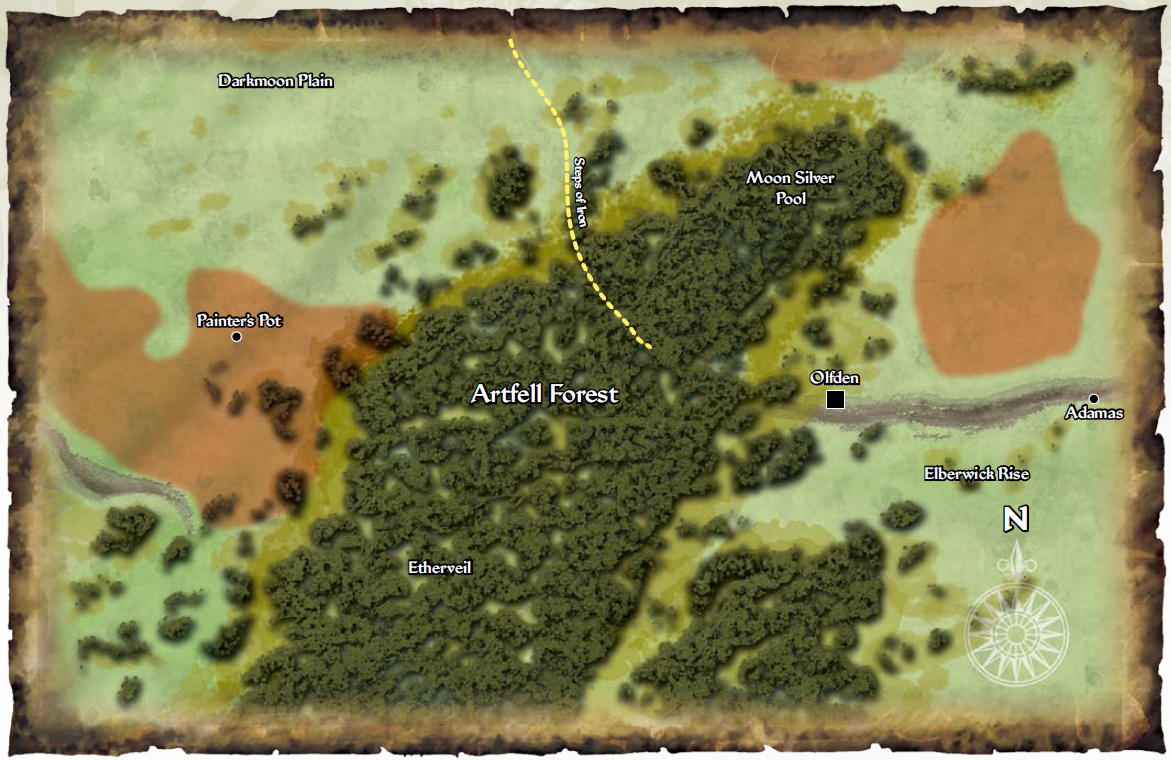 Darkmoon Plain
Steps of Iron
Moon Silver
Pool
Painter's Pot
Olfden
Artfell Forest
Adamas
Elberwick Rise
N
Etherveil